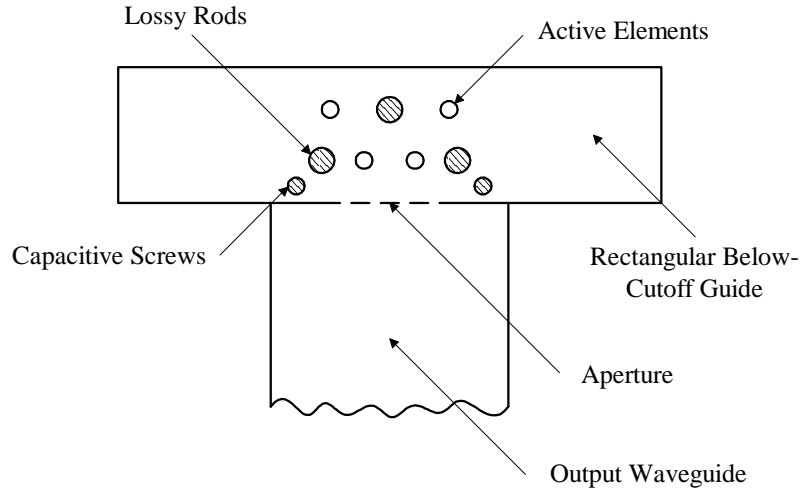 Lossy Rods
Active Elements
Capacitive Screws
Rectangular Below-
Cutoff Guide
Aperture
Output Waveguide